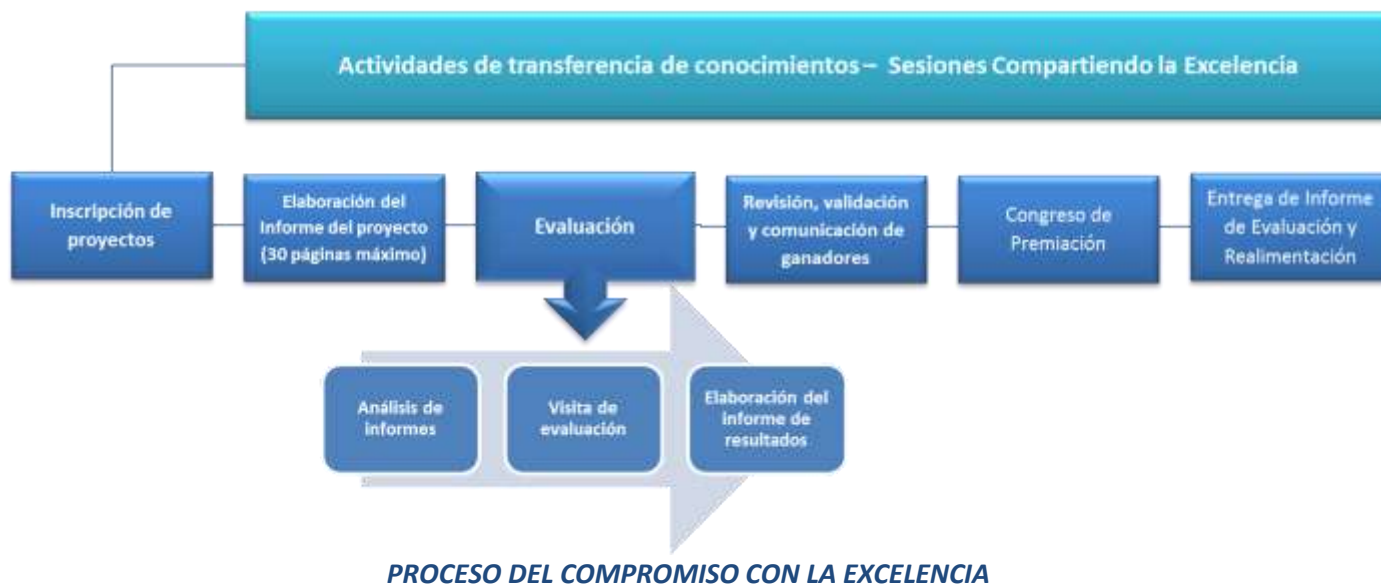 Actividades de transferencia de conocimientos – Sesiones Compartiendo la Excelencia
Inscripción de
proyectos
Elaboración del
Informe del proyecto
(30 páginas máximo)
Evaluación
Revisión, validación
y comunicación de
ganadores
Congreso de
Premiación
Entrega de Informe
de Evaluación y
Realimentación
Análisis de
informes
Visita de
evaluación
Elaboración del
informe de
resultados
PROCESO DEL COMPROMISO CON LA EXCELENCIA